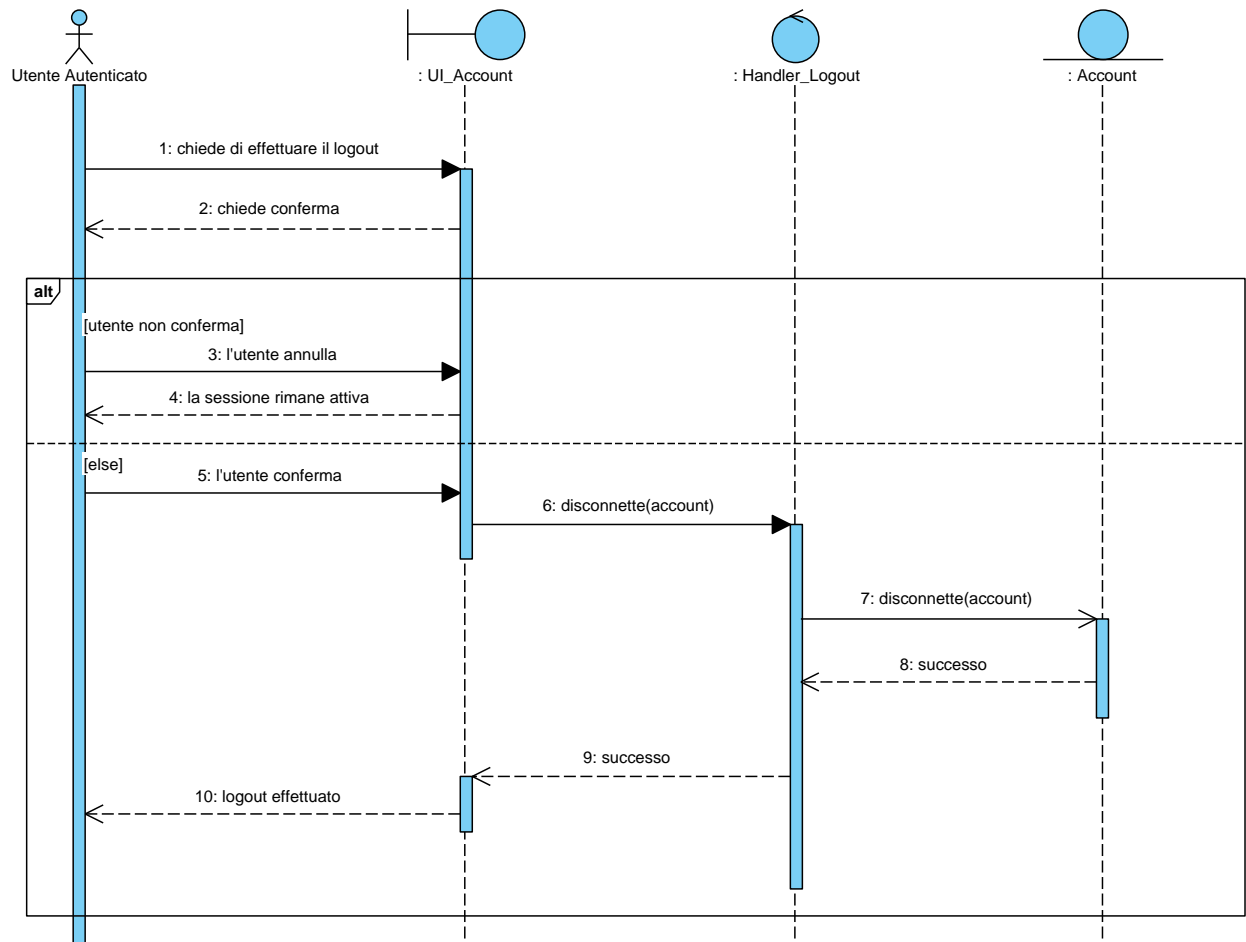 Utente Autenticato
: UI_Account
: Handler_Logout
: Account
1: chiede di effettuare il logout
2: chiede conferma
alt
[utente non conferma]
3: l'utente annulla
4: la sessione rimane attiva
[else]
5: l'utente conferma
6: disconnette(account)
7: disconnette(account)
8: successo
9: successo
10: logout effettuato